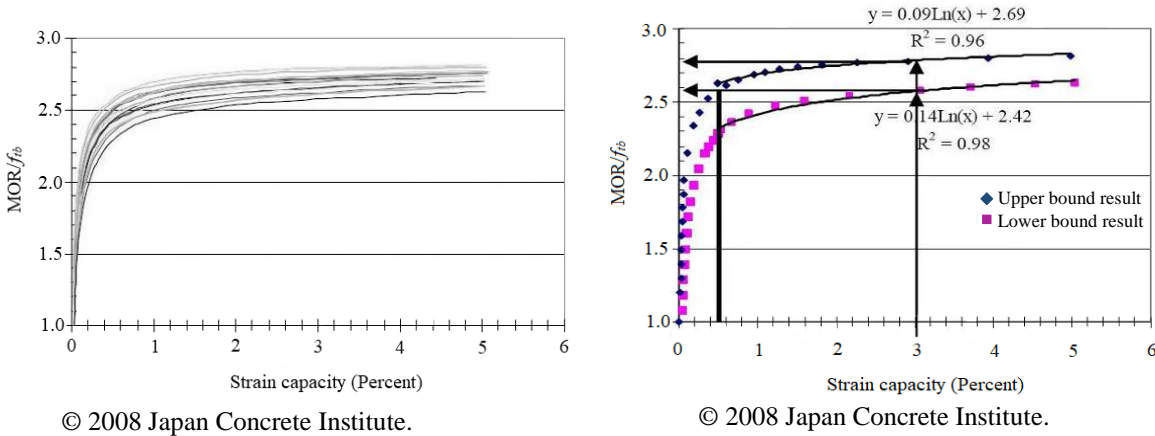 3.0
2.5
2.0
1.5
1.0
MOR/ftb
0 1 2 3 4 5 6
Strain capacity (Percent)
© 2008 Japan Concrete Institute.
y = 0.09Ln(x) + 2.69
R² = 0.96
3.0
2.5
2.0
1.5
1.0
MOR/ftb
y = 0.14Ln(x) + 2.42
R² = 0.98
Upper bound result
Lower bound result
0 1 2 3 4 5 6
Strain capacity (Percent)
© 2008 Japan Concrete Institute.